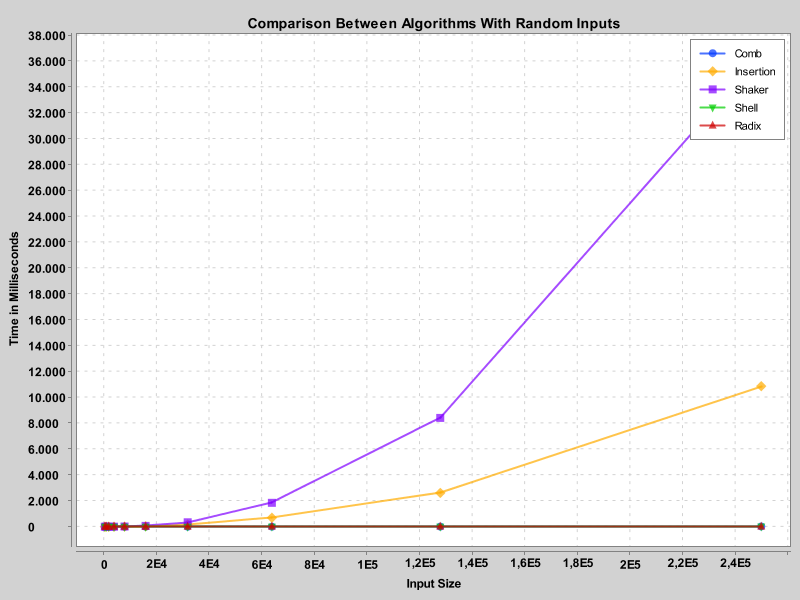 Comparison Between Algorithms With Random Inputs
38.000
36.000
34.000
32.000
30.000
28.000
26.000
24.000
22.000
20.000
18.000
16.000
14.000
12.000
10.000
8.000
6.000
4.000
2.000
0
Time in Milliseconds
Comb
Insertion
Shaker
Shell
Radix
0 2E4 4E4 6E4 8E4 1E5 1,2E5 1,4E5 1,6E5 1,8E5 2E5 2,2E5 2,4E5
Input Size